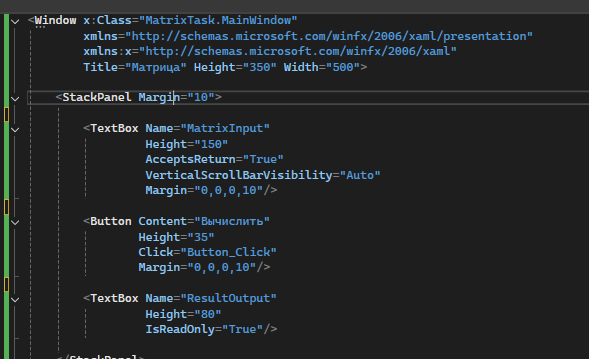 <Window x:Class="MatrixTask.MainWindow"
xmlns="http://schemas.microsoft.com/winfx/2006/xaml/presentation"
xmlns:x="http://schemas.microsoft.com/winfx/2006/xaml"
Title="Матрица" Height="350" Width="500">
<StackPanel Margin="10">
<TextBox Name="MatrixInput"
Height="150"
AcceptsReturn="True"
VerticalScrollBarVisibility="Auto"
Margin="0,0,0,10"/>
<Button Content="Вычислить"
Height="35"
Click="Button_Click"
Margin="0,0,0,10"/>
<TextBox Name="ResultOutput"
Height="80"
IsReadOnly="True"/>
</StackPanel>